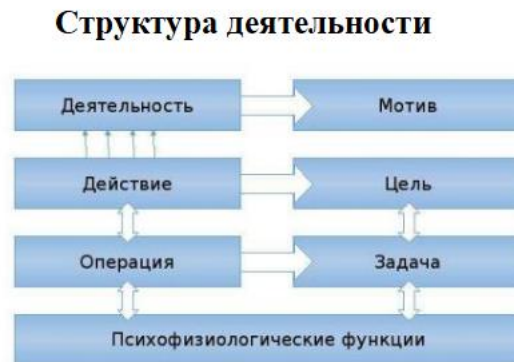 Структура деятельности
Деятельность
Мотив
Действие
Цель
Операция
Задача
Психофизиологические функции